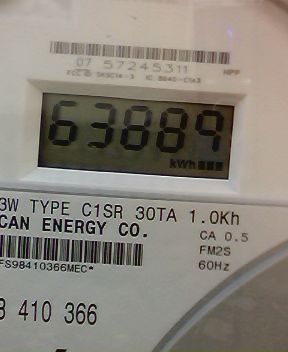 07 57245311
HPP
63889
kWh
3W TYPE C1SR 30TA 1.0Kh
CAN ENERGY CO.
CA 0.5
FM2S
60Hz
FS98410366MEC*
410 366